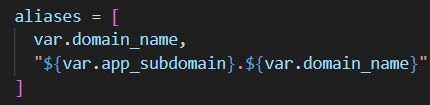 aliases = [
  var.domain_name,
  "${var.app_subdomain}.${var.domain_name}"
]